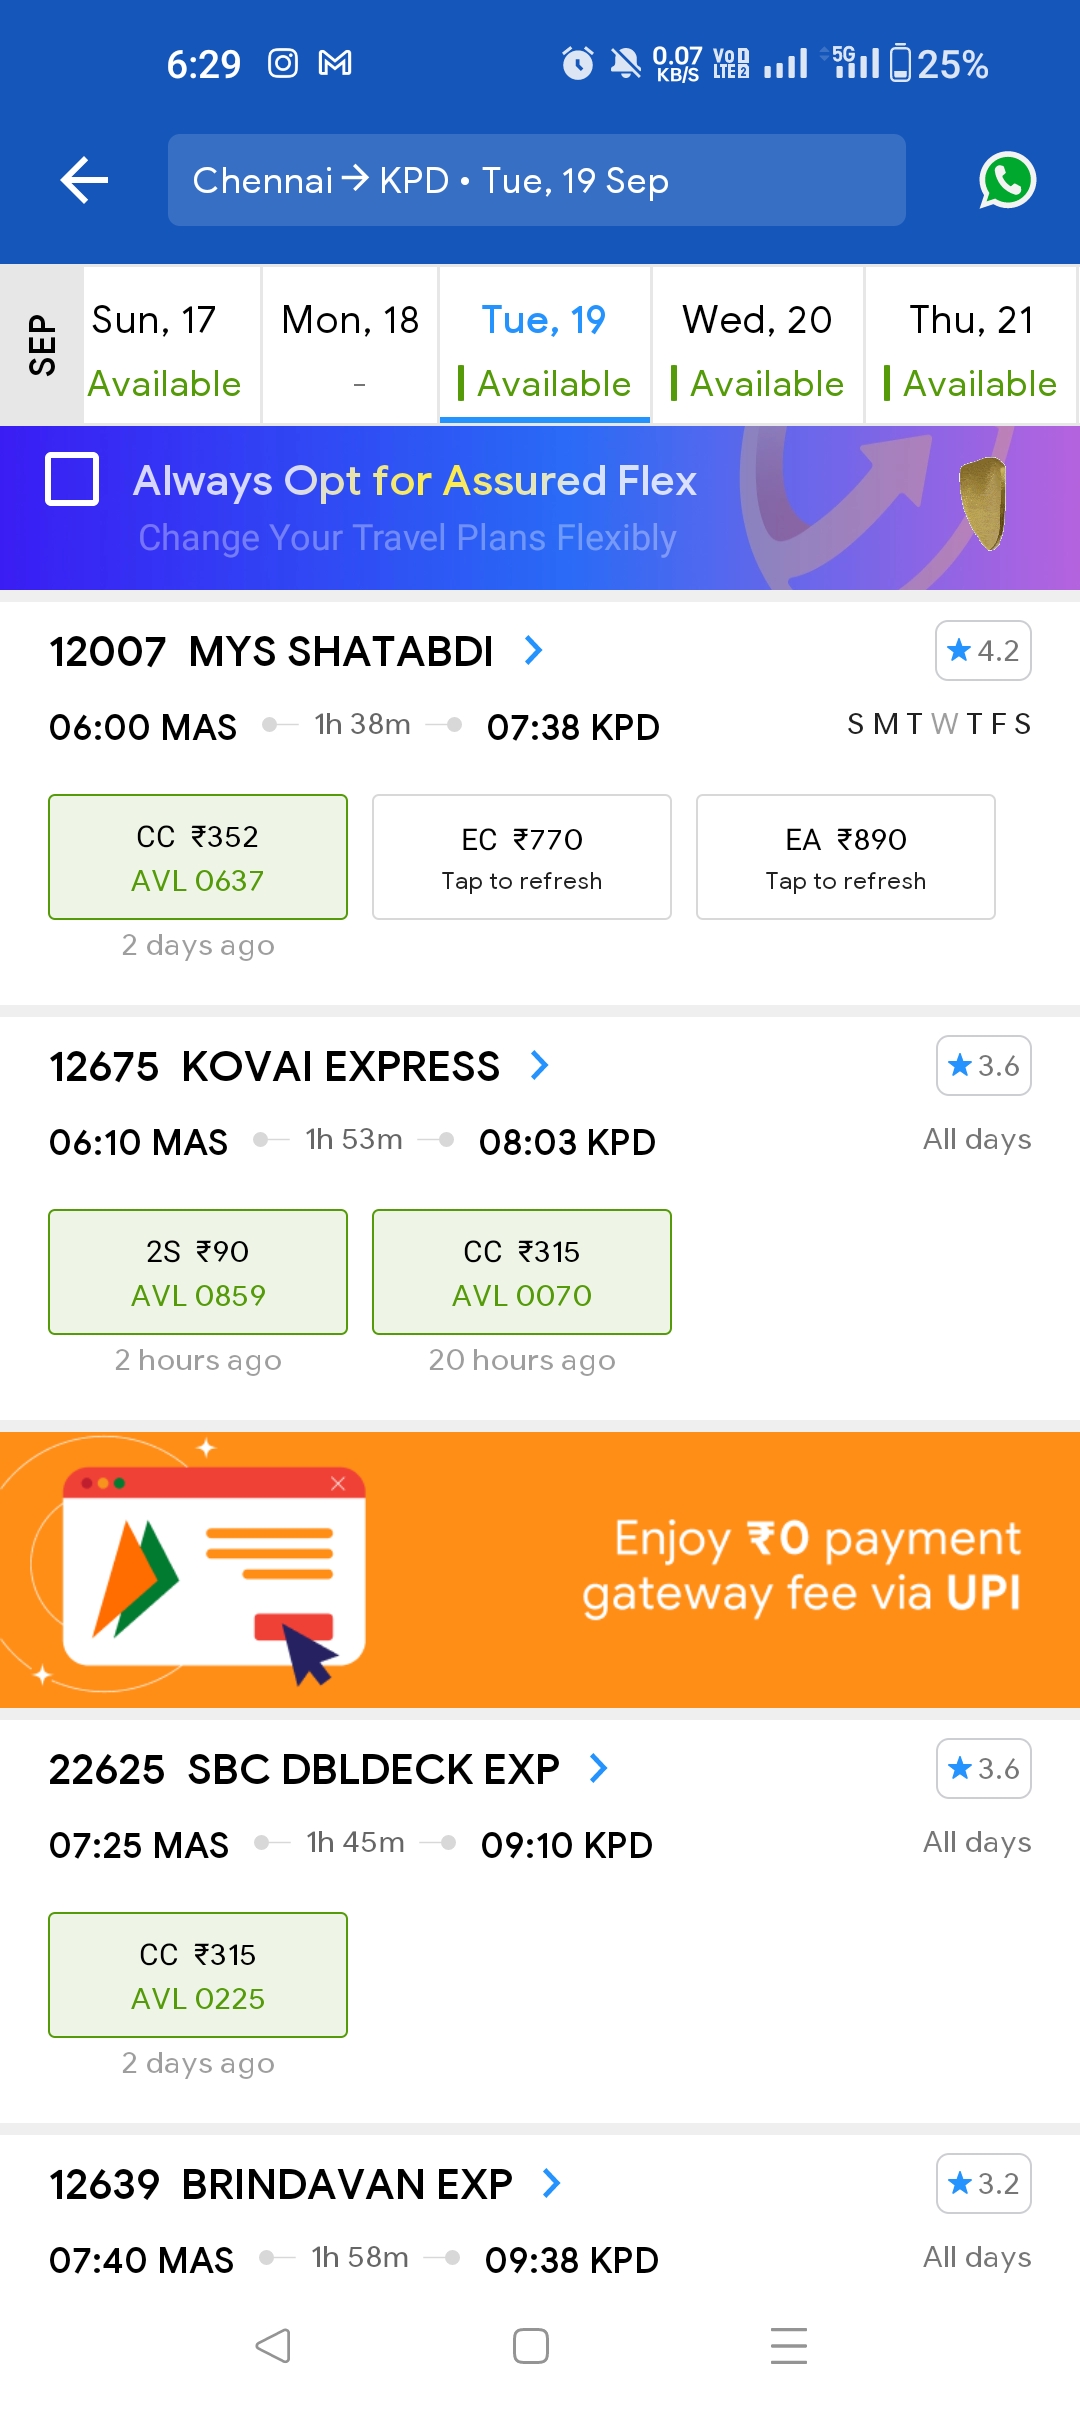 6:29 0.07 KB/S VoD LTE2 5G 25%
Chennai → KPD • Tue, 19 Sep
SEP
Sun, 17 Mon, 18 Tue, 19 Wed, 20 Thu, 21
Available - Available Available Available
Always Opt for Assured Flex
Change Your Travel Plans Flexibly
12007 MYS SHATABDI 4.2
06:00 MAS 1h 38m 07:38 KPD S M T W T F S
CC ₹352 EC ₹770 EA ₹890
AVL 0637 Tap to refresh Tap to refresh
2 days ago
12675 KOVAI EXPRESS 3.6
06:10 MAS 1h 53m 08:03 KPD All days
2S ₹90 CC ₹315
AVL 0859 AVL 0070
2 hours ago 20 hours ago
Enjoy ₹0 payment
gateway fee via UPI
22625 SBC DBLDECK EXP 3.6
07:25 MAS 1h 45m 09:10 KPD All days
CC ₹315
AVL 0225
2 days ago
12639 BRINDAVAN EXP 3.2
07:40 MAS 1h 58m 09:38 KPD All days